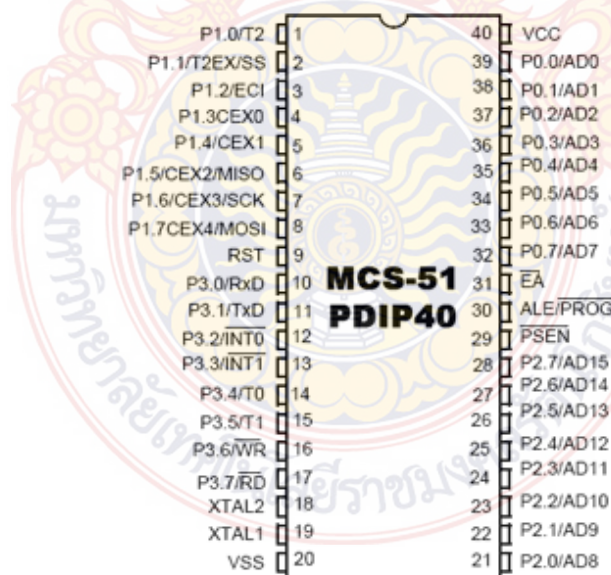 P1.0/T2 1 40 VCC
P1.1/T2EX/SS 2 39 P0.0/AD0
P1.2/ECI 3 38 P0.1/AD1
P1.3CEX0 4 37 P0.2/AD2
P1.4/CEX1 5 36 P0.3/AD3
P1.5/CEX2/MISO 6 35 P0.4/AD4
P1.6/CEX3/SCK 7 34 P0.5/AD5
P1.7CEX4/MOSI 8 33 P0.6/AD6
RST 9 32 P0.7/AD7
P3.0/RxD 10 MCS-51 31 EA
P3.1/TxD 11 PDIP40 30 ALE/PROG
P3.2/INT0 12 29 PSEN
P3.3/INT1 13 28 P2.7/AD15
P3.4/T0 14 27 P2.6/AD14
P3.5/T1 15 26 P2.5/AD13
P3.6/WR 16 25 P2.4/AD12
P3.7/RD 17 24 P2.3/AD11
XTAL2 18 23 P2.2/AD10
XTAL1 19 22 P2.1/AD9
VSS 20 21 P2.0/AD8